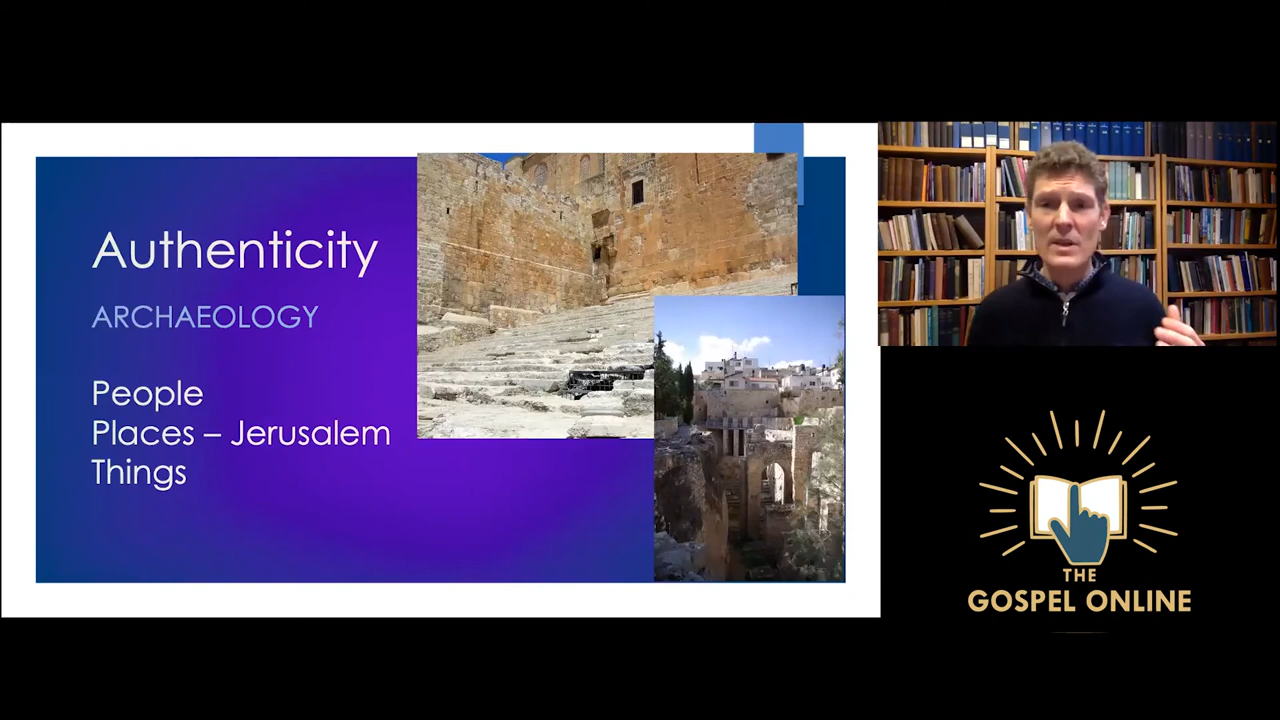 Authenticity
ARCHAEOLOGY
People
Places – Jerusalem
Things
THE
GOSPEL ONLINE